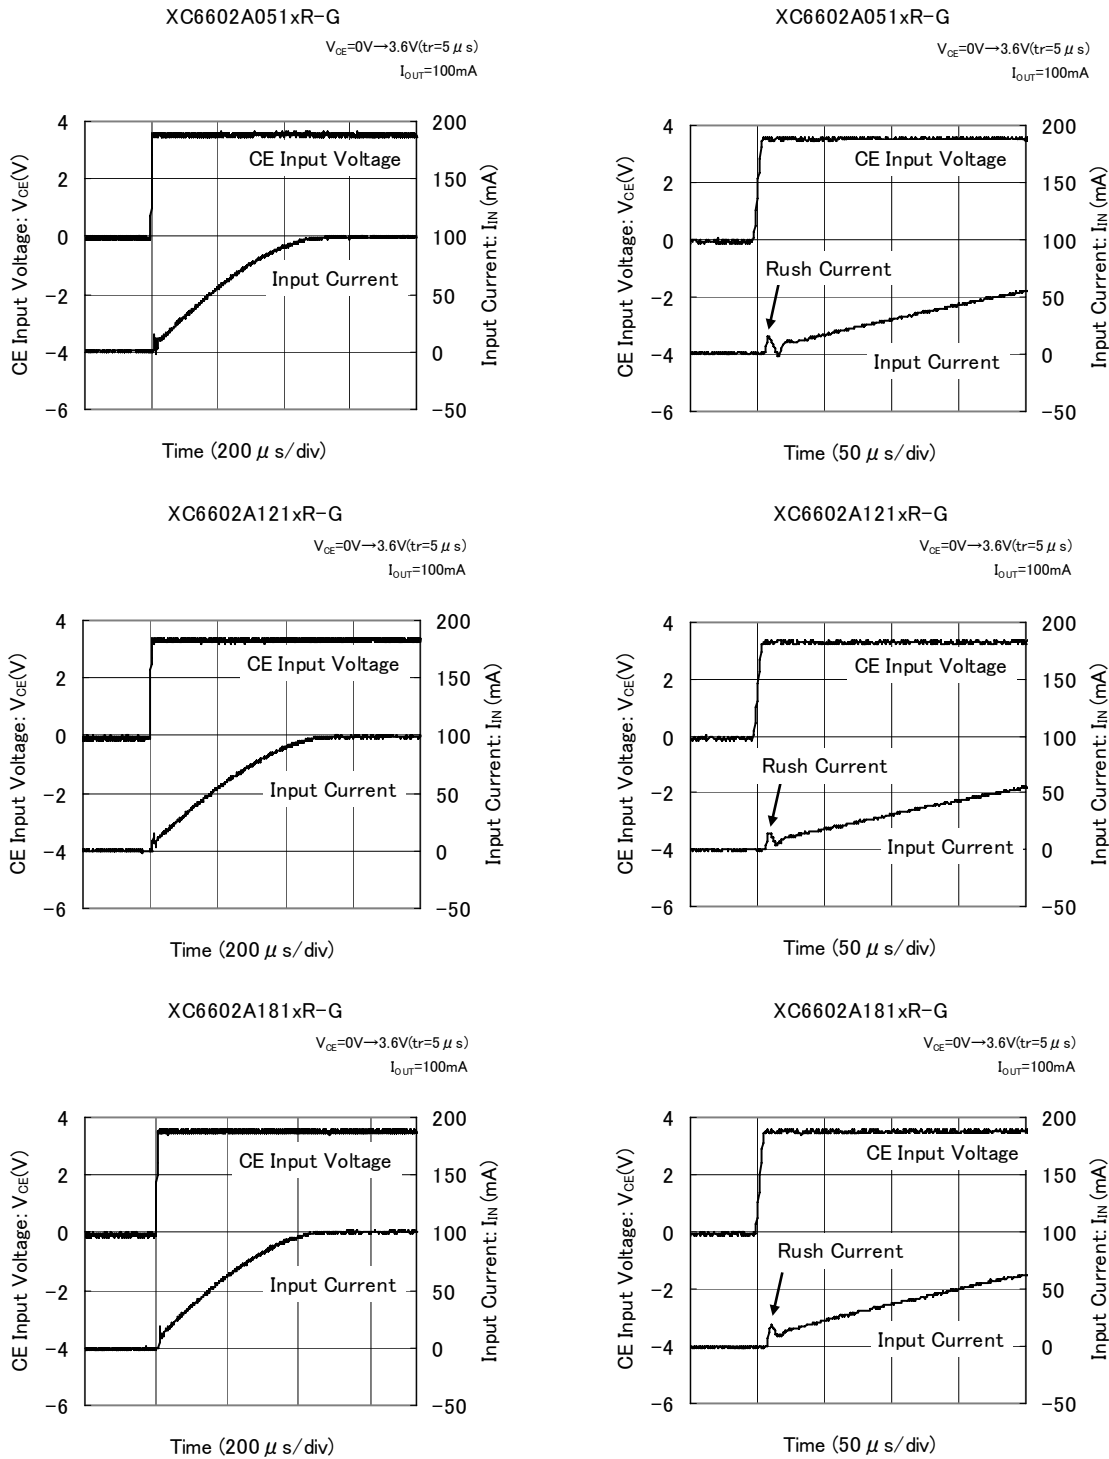 XC6602A051xR-G
VCE=0V→3.6V(tr=5μs)
IOUT=100mA
CE Input Voltage: VCE(V)
4
2
0
-2
-4
-6
200
150
100
50
0
-50
Input Current: IIN (mA)
CE Input Voltage
Input Current
Time (200μs/div)
XC6602A051xR-G
VCE=0V→3.6V(tr=5μs)
IOUT=100mA
CE Input Voltage: VCE(V)
4
2
0
-2
-4
-6
200
150
100
50
0
-50
Input Current: IIN (mA)
CE Input Voltage
Rush Current
Input Current
Time (50μs/div)
XC6602A121xR-G
VCE=0V→3.6V(tr=5μs)
IOUT=100mA
CE Input Voltage: VCE(V)
4
2
0
-2
-4
-6
200
150
100
50
0
-50
Input Current: IIN (mA)
CE Input Voltage
Input Current
Time (200μs/div)
XC6602A121xR-G
VCE=0V→3.6V(tr=5μs)
IOUT=100mA
CE Input Voltage: VCE(V)
4
2
0
-2
-4
-6
200
150
100
50
0
-50
Input Current: IIN (mA)
CE Input Voltage
Rush Current
Input Current
Time (50μs/div)
XC6602A181xR-G
VCE=0V→3.6V(tr=5μs)
IOUT=100mA
CE Input Voltage: VCE(V)
4
2
0
-2
-4
-6
200
150
100
50
0
-50
Input Current: IIN (mA)
CE Input Voltage
Input Current
Time (200μs/div)
XC6602A181xR-G
VCE=0V→3.6V(tr=5μs)
IOUT=100mA
CE Input Voltage: VCE(V)
4
2
0
-2
-4
-6
200
150
100
50
0
-50
Input Current: IIN (mA)
CE Input Voltage
Rush Current
Input Current
Time (50μs/div)